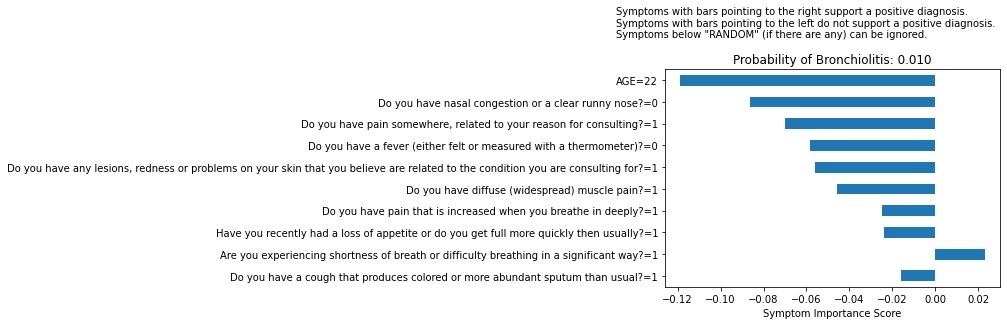 Symptoms with bars pointing to the right support a positive diagnosis.
Symptoms with bars pointing to the left do not support a positive diagnosis.
Symptoms below "RANDOM" (if there are any) can be ignored.
Probability of Bronchiolitis: 0.010
AGE=22
Do you have nasal congestion or a clear runny nose?=0
Do you have pain somewhere, related to your reason for consulting?=1
Do you have a fever (either felt or measured with a thermometer)?=0
Do you have any lesions, redness or problems on your skin that you believe are related to the condition you are consulting for?=1
Do you have diffuse (widespread) muscle pain?=1
Do you have pain that is increased when you breathe in deeply?=1
Have you recently had a loss of appetite or do you get full more quickly then usually?=1
Are you experiencing shortness of breath or difficulty breathing in a significant way?=1
Do you have a cough that produces colored or more abundant sputum than usual?=1
−0.12 −0.10 −0.08 −0.06 −0.04 −0.02 0.00 0.02
Symptom Importance Score